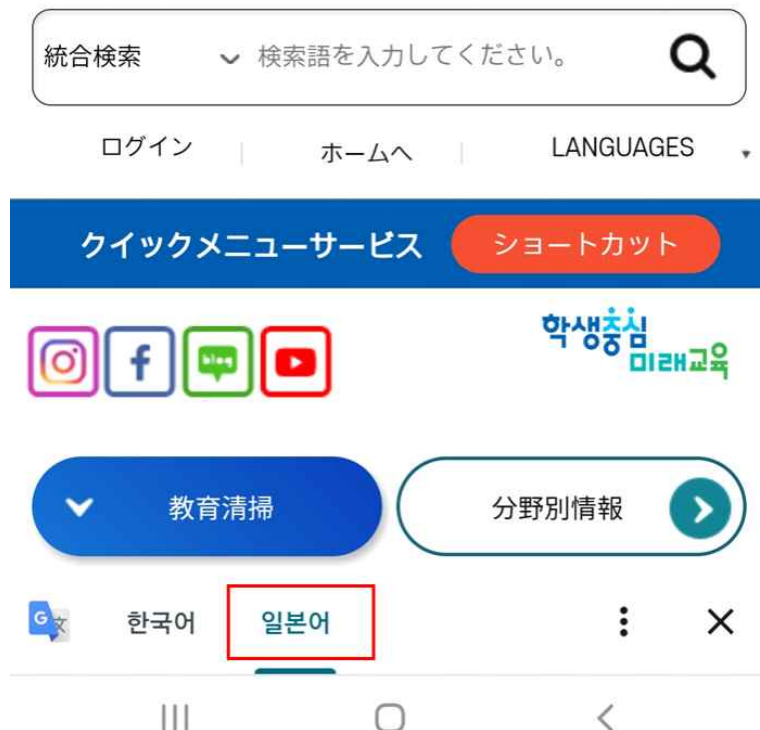 統合検索 検索語を入力してください。
ログイン ホームへ LANGUAGES
クイックメニューサービス ショートカット
blog
학생중심
미래교육
教育清掃 分野別情報
G 文 한국어 일본어